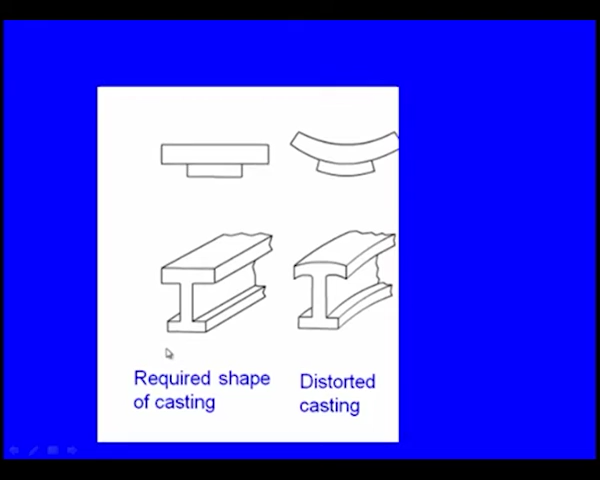 Required shape
of casting
Distorted
casting